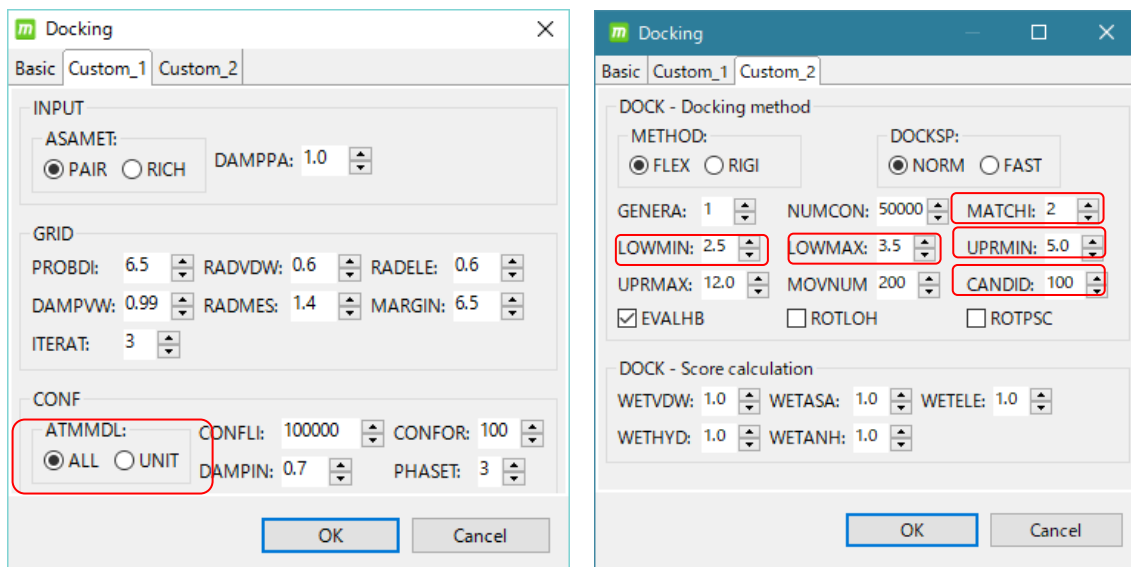 Docking
Basic Custom_1 Custom_2
INPUT
ASAMET:
PAIR RICH DAMPPA: 1.0
GRID
PROBDI: 6.5 RADVDW: 0.6 RADELE: 0.6
DAMPVW: 0.99 RADMES: 1.4 MARGIN: 6.5
ITERAT: 3
CONF
ATMMDL:
ALL UNIT
CONFLI: 100000 CONFOR: 100
DAMPIN: 0.7 PHASET: 3
OK Cancel
Docking
Basic Custom_1 Custom_2
DOCK - Docking method
METHOD: DOCKSP:
FLEX RIGI NORM FAST
GENERA: 1 NUMCON: 50000 MATCHI: 2
LOWMIN: 2.5 LOWMAX: 3.5 UPRMIN: 5.0
UPRMAX: 12.0 MOVNUM 200 CANDID: 100
EVALHB ROTLOH ROTPSC
DOCK - Score calculation
WETVDW: 1.0 WETASA: 1.0 WETELE: 1.0
WETHYD: 1.0 WETANH: 1.0
OK Cancel